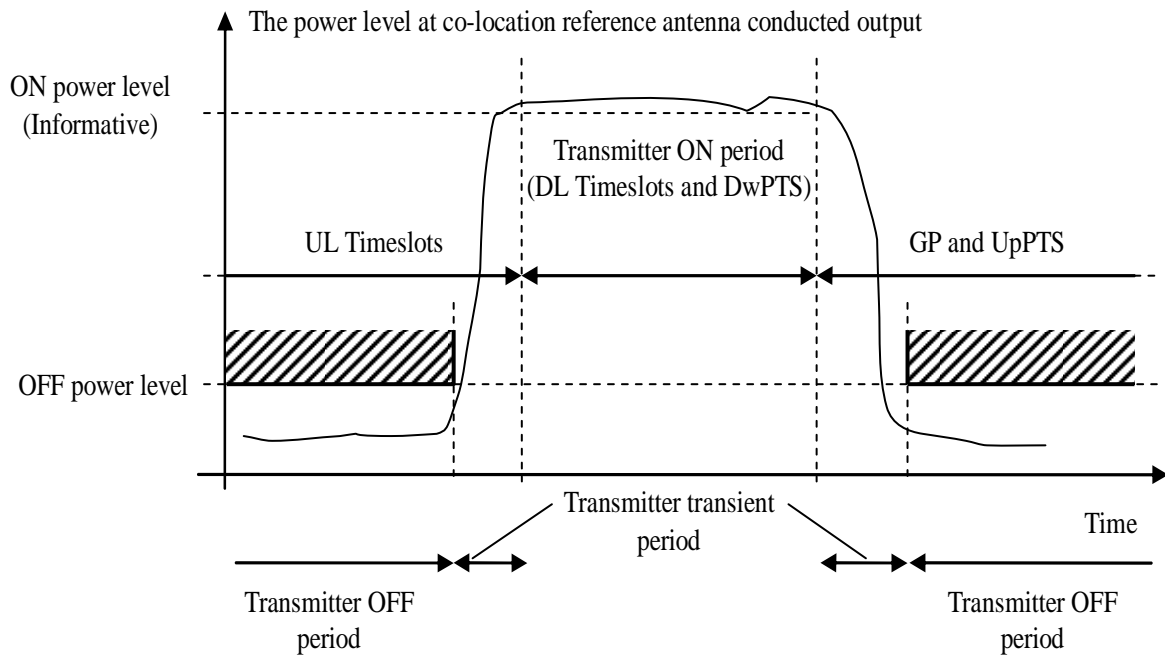 The power level at co-location reference antenna conducted output
ON power level
(Informative)
Transmitter ON period
(DL Timeslots and DwPTS)
UL Timeslots
GP and UpPTS
OFF power level
Transmitter transient
period
Time
Transmitter OFF
period
Transmitter OFF
period